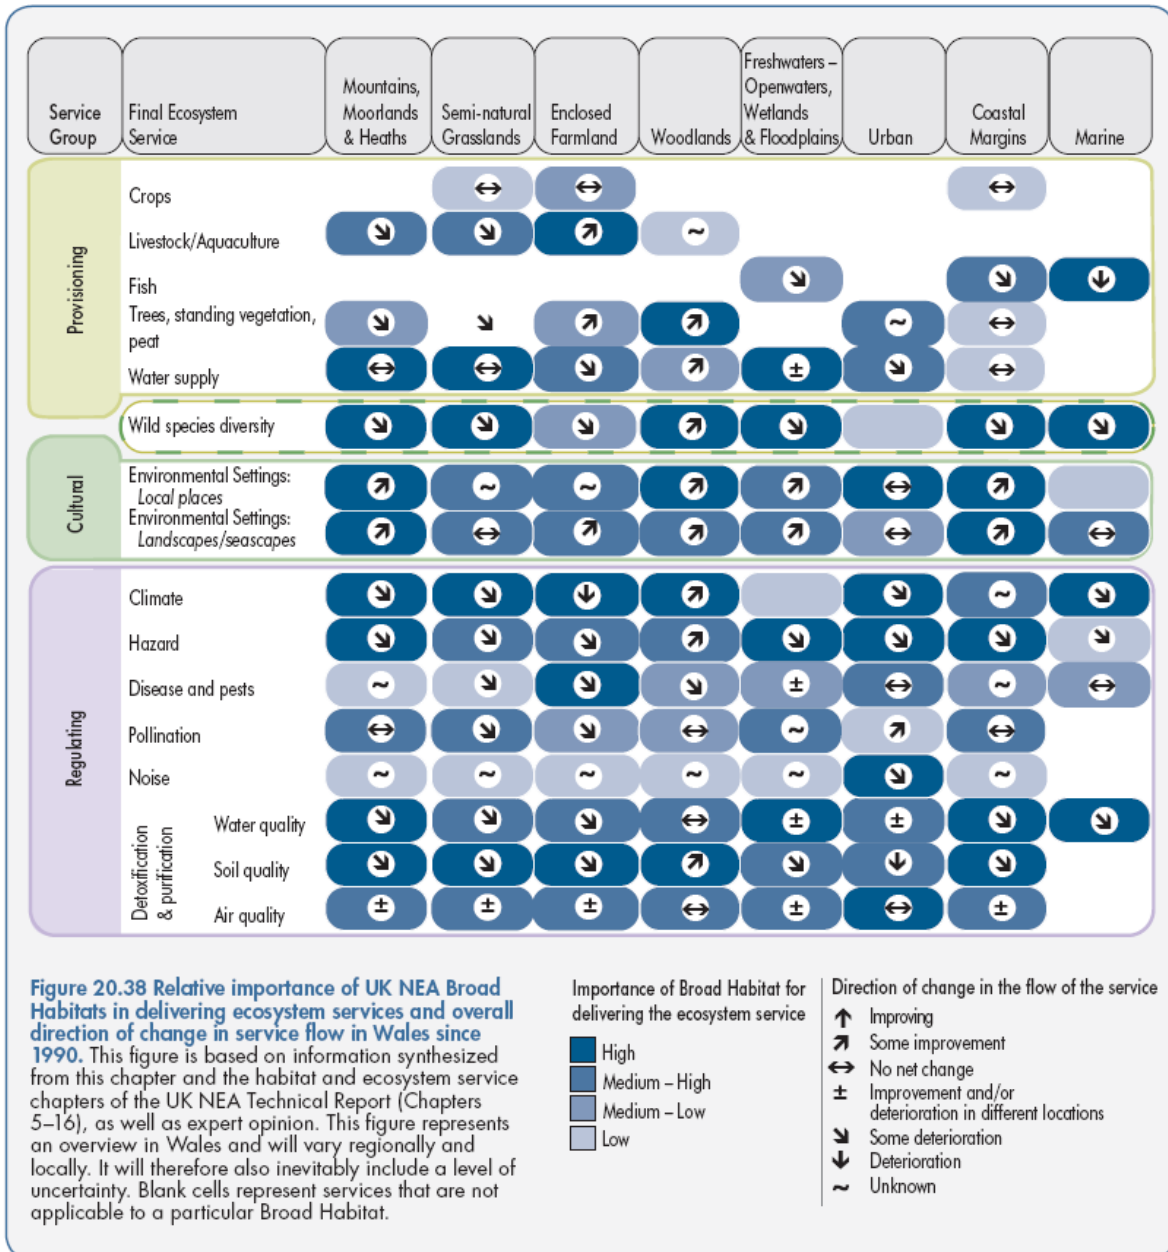 Service
Group
Final Ecosystem
Service
Mountains,
Moorlands
& Heaths
Semi-natural
Grasslands
Enclosed
Farmland
Woodlands
Freshwaters –
Openwaters,
Wetlands
& Floodplains
Urban
Coastal
Margins
Marine
Provisioning
Crops
Livestock/Aquaculture
Fish
Trees, standing vegetation,
peat
Water supply
Wild species diversity
Cultural
Environmental Settings:
Local places
Environmental Settings:
Landscapes/seascapes
Regulating
Climate
Hazard
Disease and pests
Pollination
Noise
Detoxification
& purification
Water quality
Soil quality
Air quality
Figure 20.38 Relative importance of UK NEA Broad
Habitats in delivering ecosystem services and overall
direction of change in service flow in Wales since
1990. This figure is based on information synthesized
from this chapter and the habitat and ecosystem service
chapters of the UK NEA Technical Report (Chapters
5–16), as well as expert opinion. This figure represents
an overview in Wales and will vary regionally and
locally. It will therefore also inevitably include a level of
uncertainty. Blank cells represent services that are not
applicable to a particular Broad Habitat.
Importance of Broad Habitat for
delivering the ecosystem service
High
Medium – High
Medium – Low
Low
Direction of change in the flow of the service
Improving
Some improvement
No net change
Improvement and/or
deterioration in different locations
Some deterioration
Deterioration
Unknown